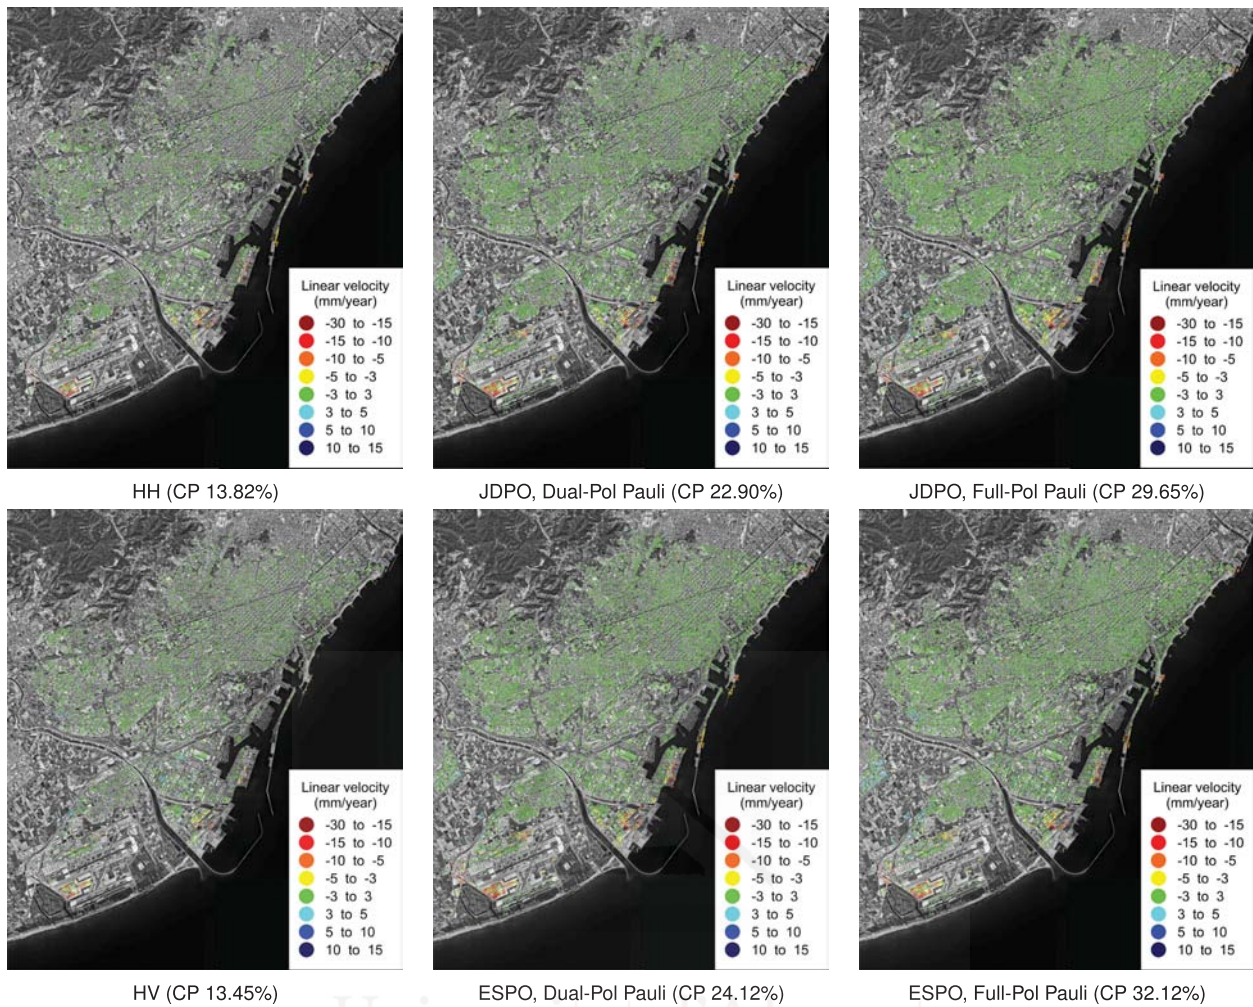 Linear velocity
(mm/year)
-30 to -15
-15 to -10
-10 to -5
-5 to -3
-3 to 3
3 to 5
5 to 10
10 to 15
Linear velocity
(mm/year)
-30 to -15
-15 to -10
-10 to -5
-5 to -3
-3 to 3
3 to 5
5 to 10
10 to 15
Linear velocity
(mm/year)
-30 to -15
-15 to -10
-10 to -5
-5 to -3
-3 to 3
3 to 5
5 to 10
10 to 15
HH (CP 13.82%)
JDPO, Dual-Pol Pauli (CP 22.90%)
JDPO, Full-Pol Pauli (CP 29.65%)
Linear velocity
(mm/year)
-30 to -15
-15 to -10
-10 to -5
-5 to -3
-3 to 3
3 to 5
5 to 10
10 to 15
Linear velocity
(mm/year)
-30 to -15
-15 to -10
-10 to -5
-5 to -3
-3 to 3
3 to 5
5 to 10
10 to 15
Linear velocity
(mm/year)
-30 to -15
-15 to -10
-10 to -5
-5 to -3
-3 to 3
3 to 5
5 to 10
10 to 15
HV (CP 13.45%)
ESPO, Dual-Pol Pauli (CP 24.12%)
ESPO, Full-Pol Pauli (CP 32.12%)